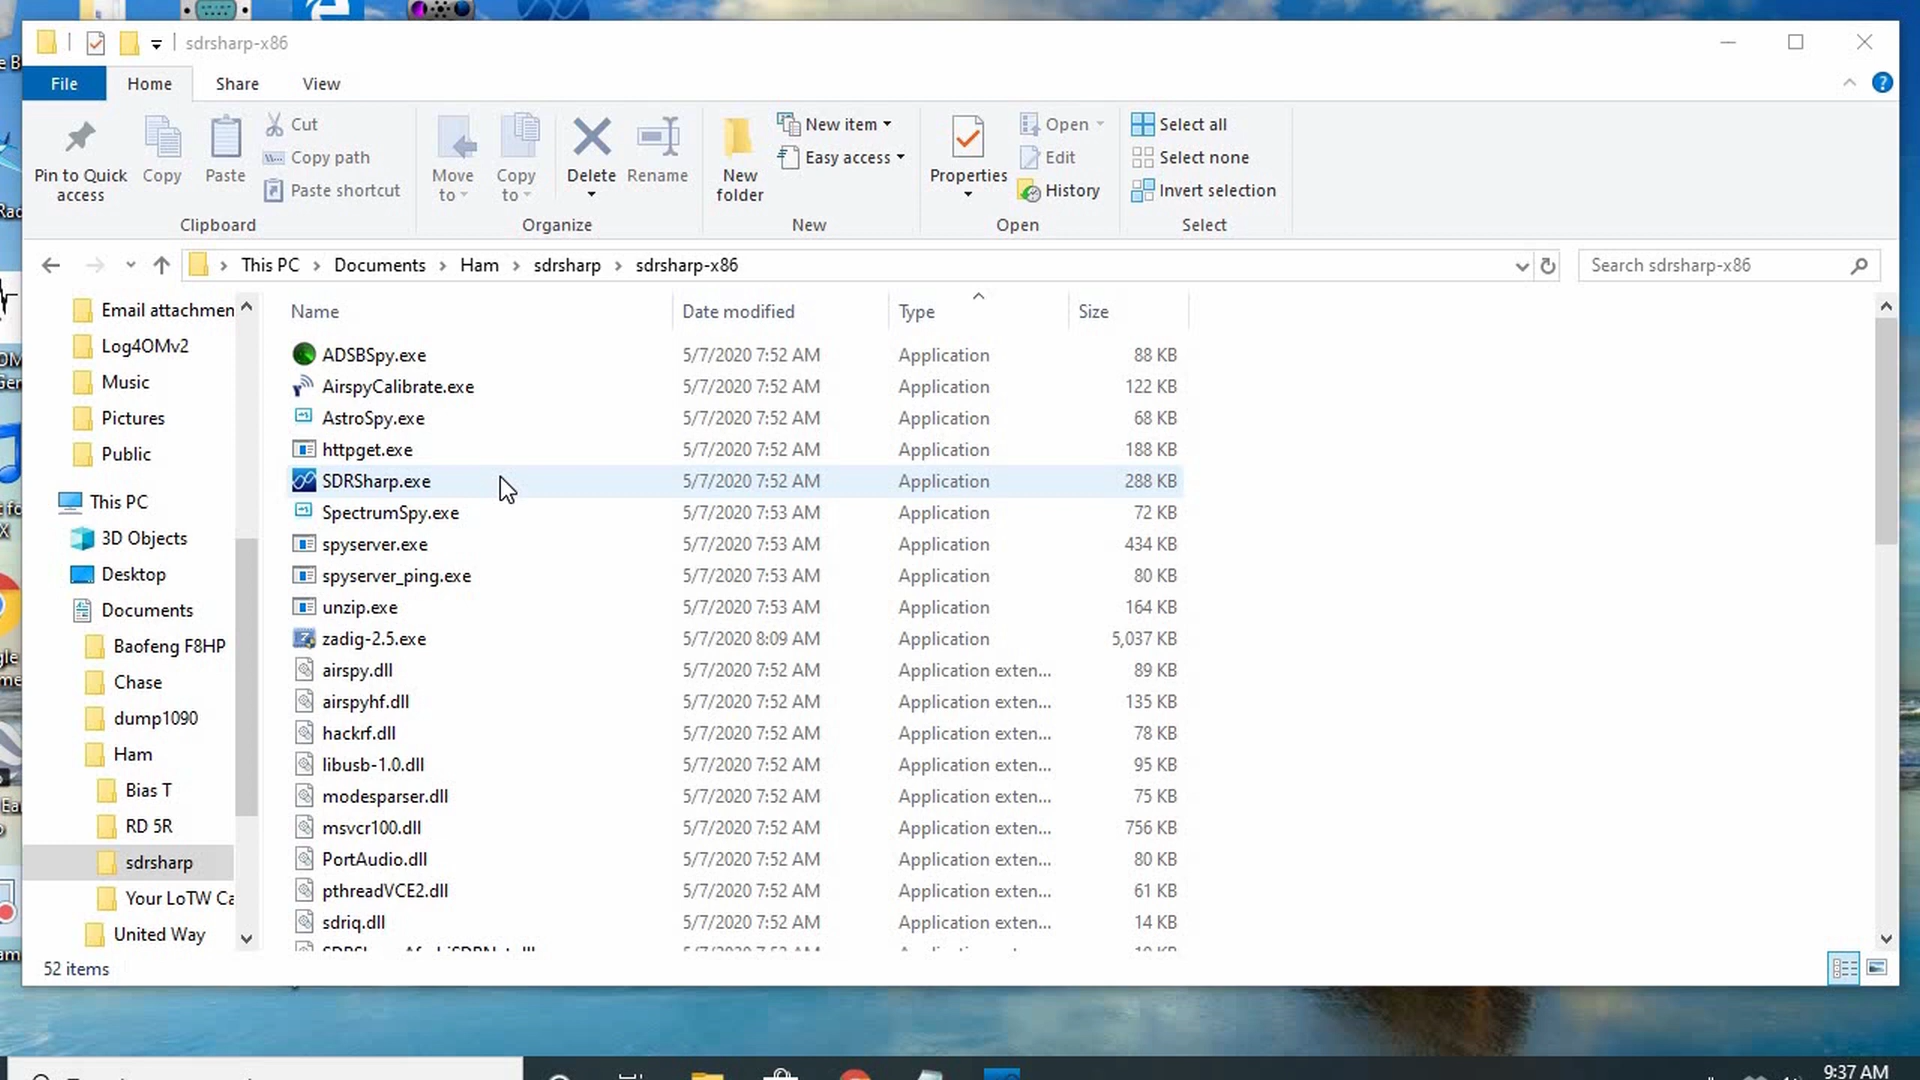 sdrsharp-x86
File Home Share View
Pin to Quick access
Copy
Paste
Cut
Copy path
Paste shortcut
Clipboard
Move to
Copy to
Delete
Rename
Organize
New folder
New item
Easy access
New
Properties
Open
Edit
History
Open
Select all
Select none
Invert selection
Select
This PC > Documents > Ham > sdrsharp > sdrsharp-x86
Search sdrsharp-x86
Email attachmen
Log4OMv2
Music
Pictures
Public
This PC
3D Objects
Desktop
Documents
Baofeng F8HP
Chase
dump1090
Ham
Bias T
RD 5R
sdrsharp
Your LoTW Ca
United Way
Name Date modified Type Size
ADSBSpy.exe 5/7/2020 7:52 AM Application 88 KB
AirspyCalibrate.exe 5/7/2020 7:52 AM Application 122 KB
AstroSpy.exe 5/7/2020 7:52 AM Application 68 KB
httpget.exe 5/7/2020 7:52 AM Application 188 KB
SDRSharp.exe 5/7/2020 7:52 AM Application 288 KB
SpectrumSpy.exe 5/7/2020 7:53 AM Application 72 KB
spyserver.exe 5/7/2020 7:53 AM Application 434 KB
spyserver_ping.exe 5/7/2020 7:53 AM Application 80 KB
unzip.exe 5/7/2020 7:53 AM Application 164 KB
zadig-2.5.exe 5/7/2020 8:09 AM Application 5,037 KB
airspy.dll 5/7/2020 7:52 AM Application exten... 89 KB
airspyhf.dll 5/7/2020 7:52 AM Application exten... 135 KB
hackrf.dll 5/7/2020 7:52 AM Application exten... 78 KB
libusb-1.0.dll 5/7/2020 7:52 AM Application exten... 95 KB
modesparser.dll 5/7/2020 7:52 AM Application exten... 75 KB
msvcr100.dll 5/7/2020 7:52 AM Application exten... 756 KB
PortAudio.dll 5/7/2020 7:52 AM Application exten... 80 KB
pthreadVCE2.dll 5/7/2020 7:52 AM Application exten... 61 KB
sdriq.dll 5/7/2020 7:52 AM Application exten... 14 KB
52 items
9:37 AM